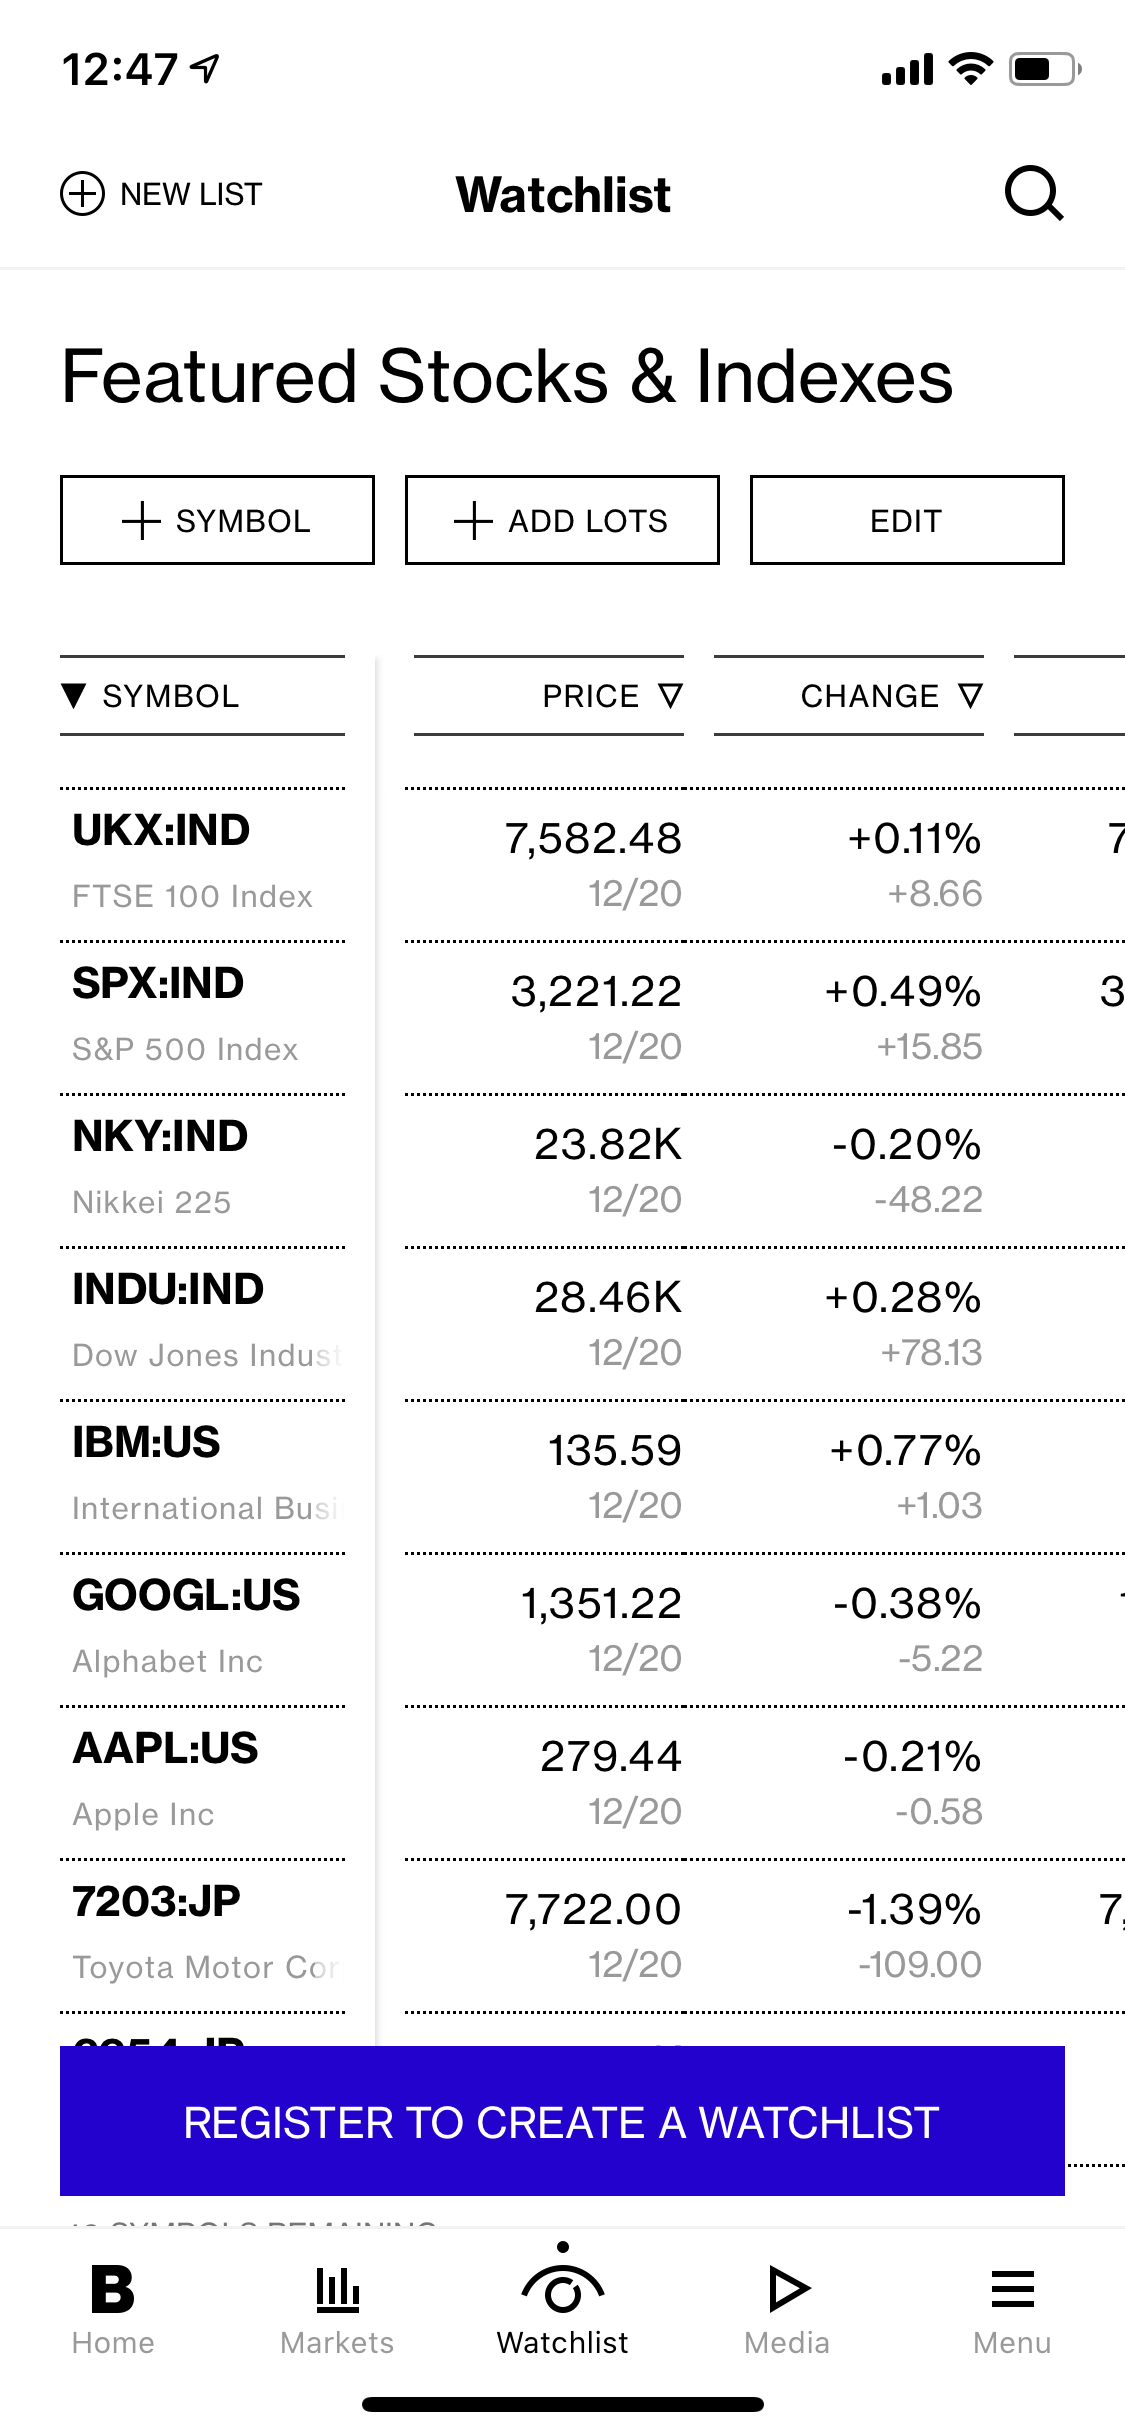 12:47
NEW LIST Watchlist
Featured Stocks & Indexes
SYMBOL ADD LOTS EDIT
SYMBOL PRICE CHANGE
UKX:IND 7,582.48 +0.11% 7
FTSE 100 Index 12/20 +8.66
SPX:IND 3,221.22 +0.49% 3
S&P 500 Index 12/20 +15.85
NKY:IND 23.82K -0.20%
Nikkei 225 12/20 -48.22
INDU:IND 28.46K +0.28%
Dow Jones Indust 12/20 +78.13
IBM:US 135.59 +0.77%
International Busi 12/20 +1.03
GOOGL:US 1,351.22 -0.38%
Alphabet Inc 12/20 -5.22
AAPL:US 279.44 -0.21%
Apple Inc 12/20 -0.58
7203:JP 7,722.00 -1.39% 7,
Toyota Motor Cor 12/20 -109.00
REGISTER TO CREATE A WATCHLIST
SYMBOLS REMAINING
B
Home Markets Watchlist Media Menu